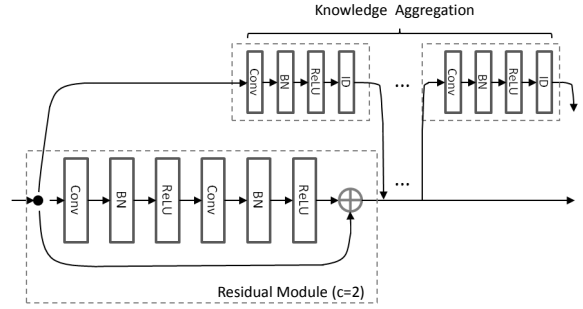 Knowledge Aggregation
Conv
BN
ReLU
ID
...
Conv
BN
ReLU
ID
...
Conv
BN
ReLU
Conv
BN
ReLU
Residual Module (c=2)